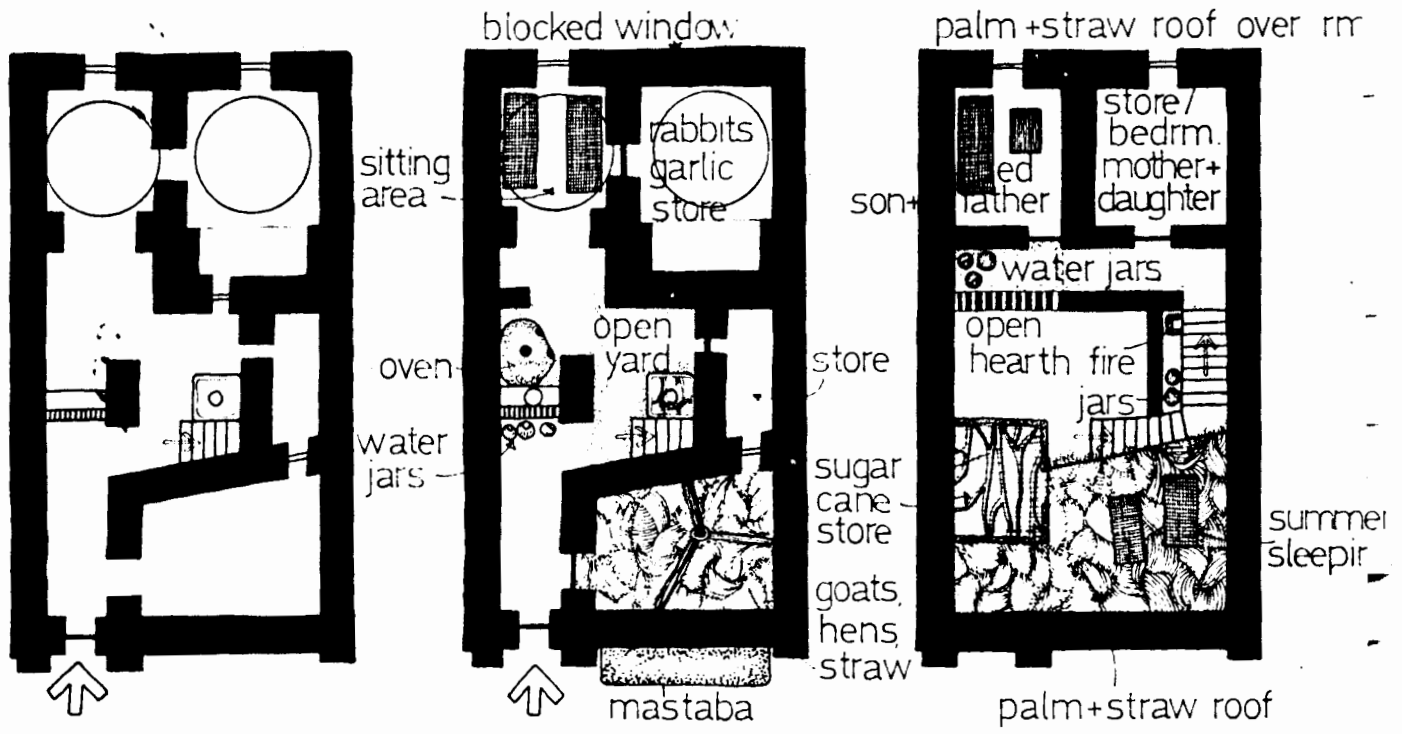 blocked window
sitting
area
rabbits
garlic
store
open
yard
oven
store
water
jars
goats,
hens,
straw
mastaba
palm + straw roof over rm
store/
bedrm.
mother+
daughter
son+
father
water jars
open
hearth fire
jars
sugar
cane
store
summer
palm+straw roof